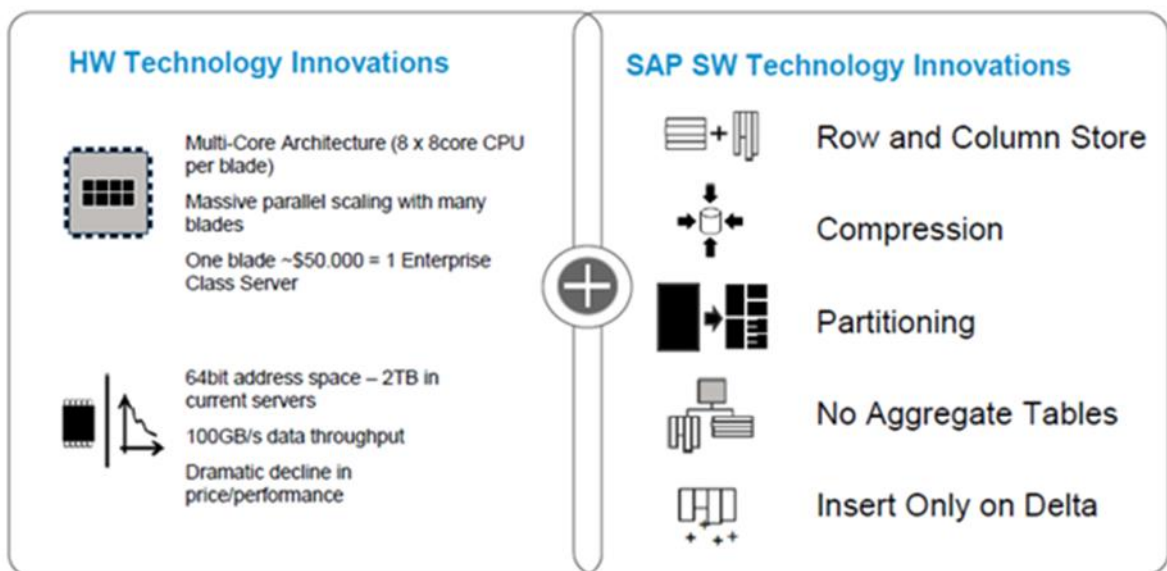 HW Technology Innovations
Multi-Core Architecture (8 x 8core CPU
per blade)
Massive parallel scaling with many
blades
One blade ~$50.000 = 1 Enterprise
Class Server
64bit address space – 2TB in
current servers
100GB/s data throughput
Dramatic decline in
price/performance
SAP SW Technology Innovations
Row and Column Store
Compression
Partitioning
No Aggregate Tables
Insert Only on Delta